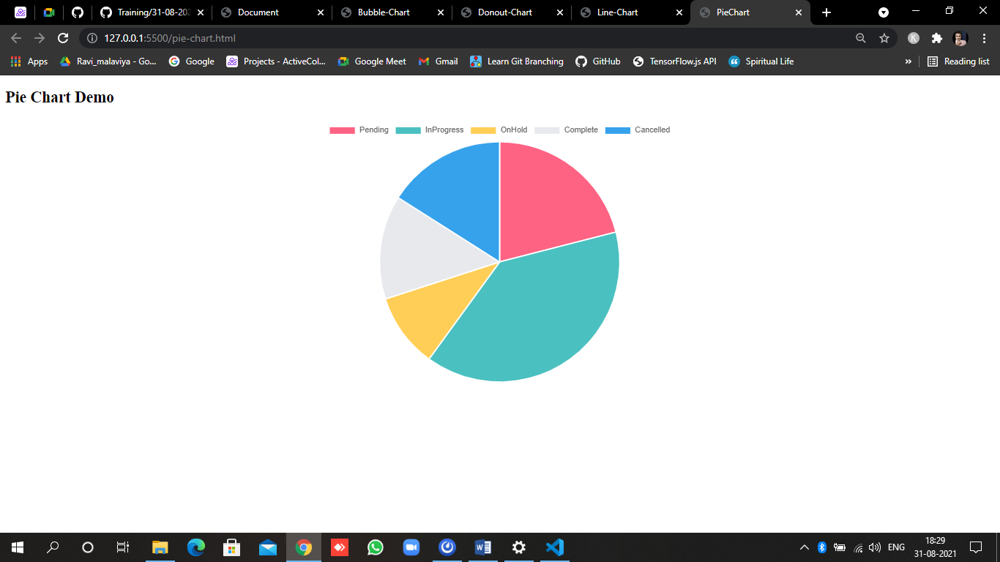 Training/31-08-202
Document
Bubble-Chart
Donout-Chart
Line-Chart
PieChart
127.0.0.1:5500/pie-chart.html
K
Apps
Ravi_malaviya - Go...
Google
Projects - ActiveCol...
Google Meet
Gmail
Learn Git Branching
GitHub
TensorFlow.js API
Spiritual Life
»
Reading list
Pie Chart Demo
Pending
InProgress
OnHold
Complete
Cancelled
ENG
18:29
31-08-2021